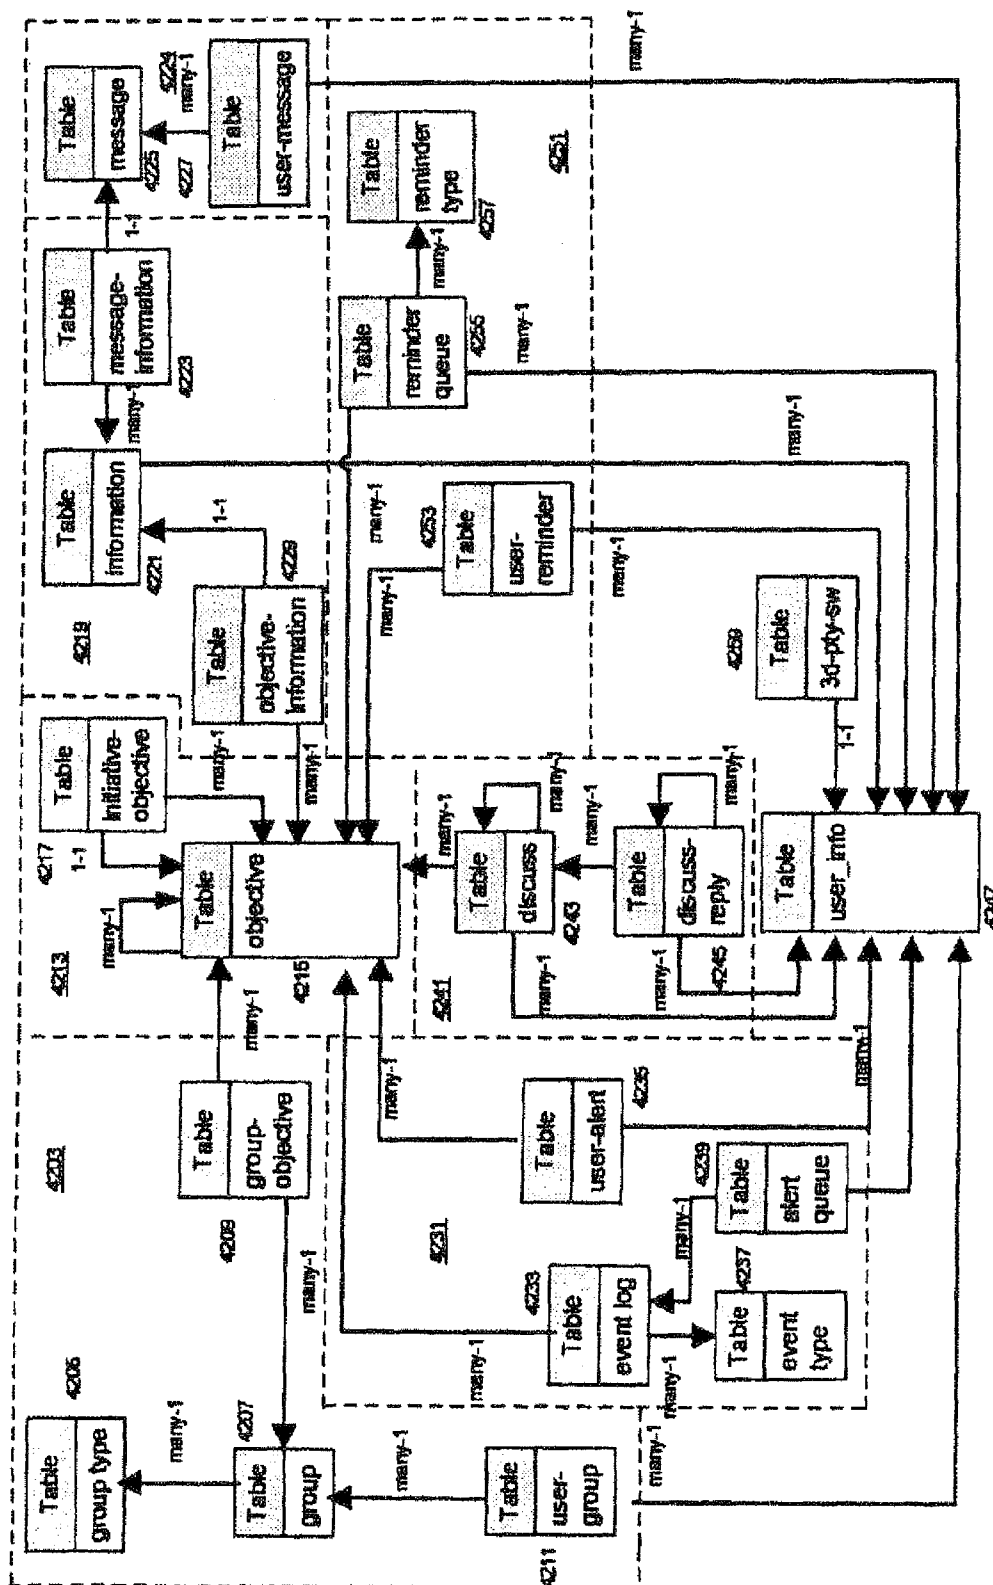 Table
group type
4206
many-1
4207
Table
group
many-1
Table
user-group
4211
many-1
4203
Table
group-objective
4209
many-1
many-1
4213
many-1
4217
1-1
Table
initiative-objective
many-1
Table
objective
4215
4219
Table
information
4221
many-1
Table
message-information
4223
1-1
Table
message
4225
4224
many-1
4227
Table
user-message
many-1
1-1
4229
Table
objective-information
many-1
many-1
many-1
Table
reminder queue
4255
many-1
Table
reminder type
4257
4251
many-1
many-1
4253
Table
user-reminder
many-1
4231
4233
Table
event log
many-1
many-1
many-1
4237
Table
event type
4239
Table
alert queue
4235
Table
user-alert
many-1
4241
many-1
Table
discuss
4243
many-1
many-1
many-1
Table
discuss-reply
4245
many-1
many-1
4259
Table
3d-pty-sw
1-1
Table
user_info
4247